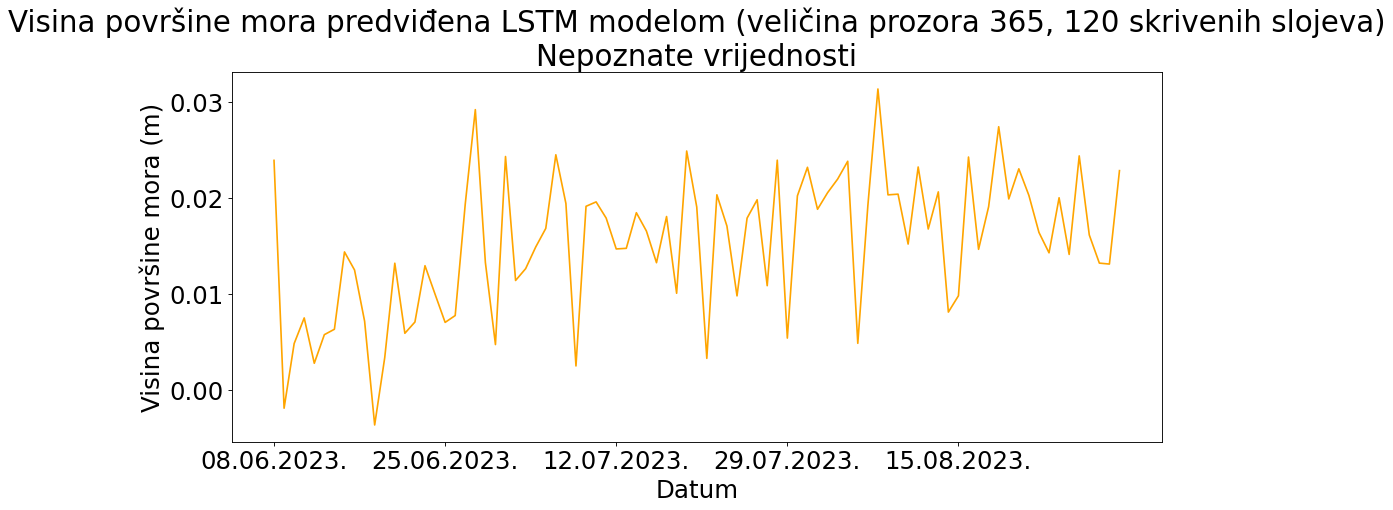 Visina površine mora predviđena LSTM modelom (veličina prozora 365, 120 skrivenih slojeva)
Nepoznate vrijednosti
Visina površine mora (m)
0.03
0.02
0.01
0.00
08.06.2023. 25.06.2023. 12.07.2023. 29.07.2023. 15.08.2023.
Datum